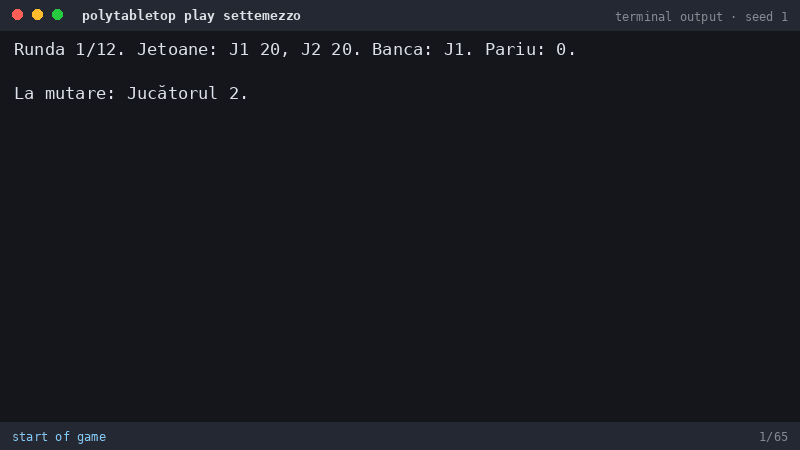 polytabletop play settemezzo
terminal output · seed 1
Runda 1/12. Jetoane: J1 20, J2 20. Banca: J1. Pariu: 0.
La mutare: Jucătorul 2.
start of game
1/65